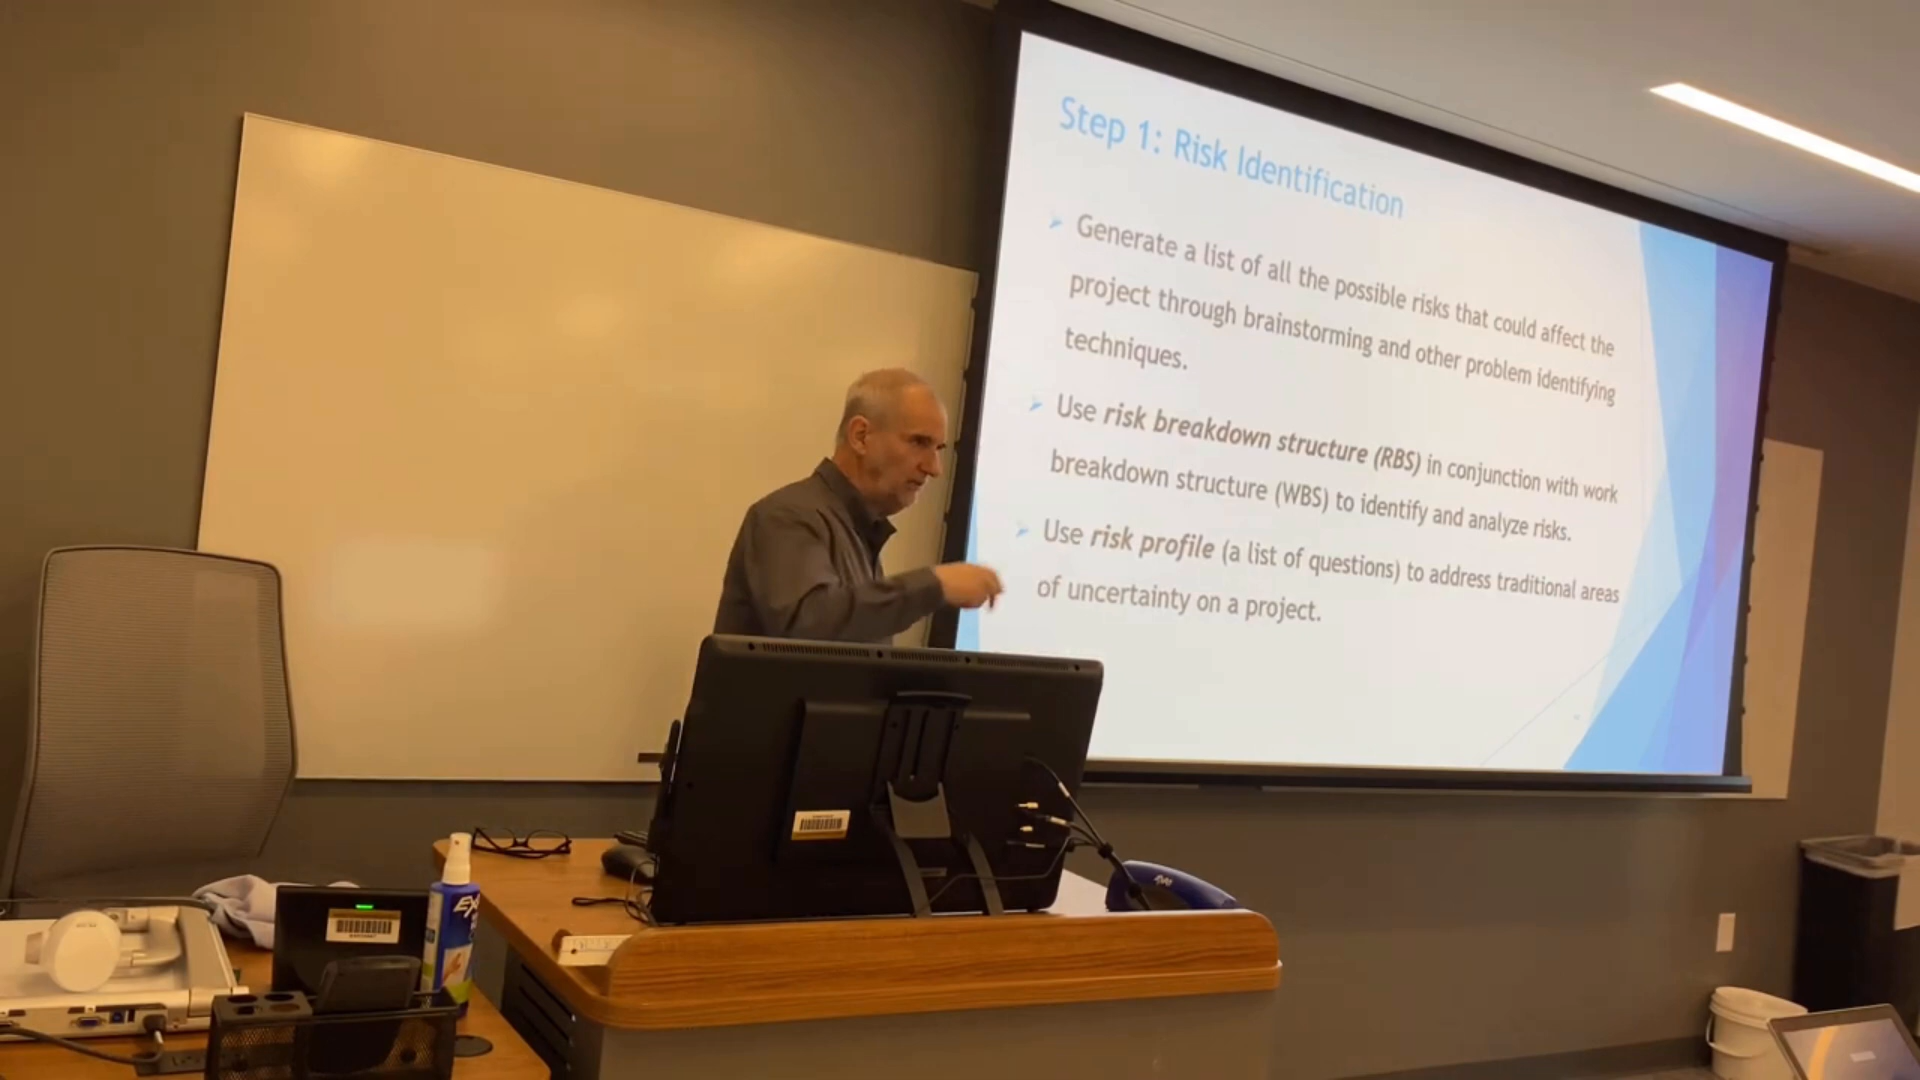 Step 1: Risk Identification
Generate a list of all the possible risks that could affect the
project through brainstorming and other problem identifying
techniques.
Use risk breakdown structure (RBS) in conjunction with work
breakdown structure (WBS) to identify and analyze risks.
Use risk profile (a list of questions) to address traditional areas
of uncertainty on a project.